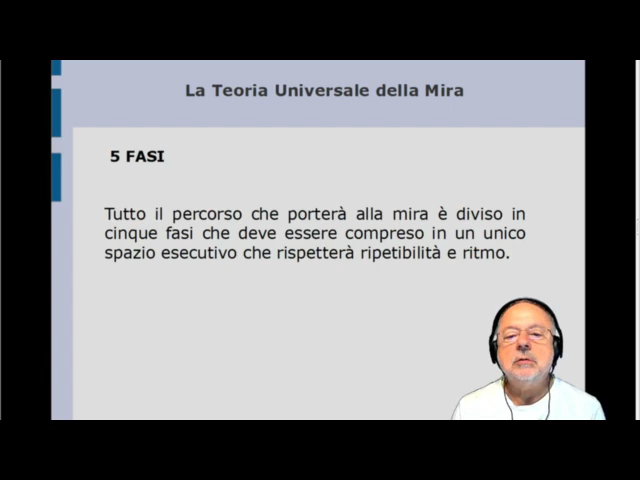 La Teoria Universale della Mira
5 FASI
Tutto il percorso che porterà alla mira è diviso in
cinque fasi che deve essere compreso in un unico
spazio esecutivo che rispetterà ripetibilità e ritmo.